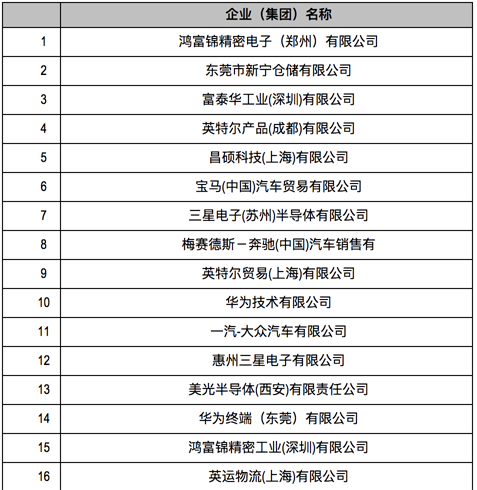 企业（集团）名称
1 鸿富锦精密电子（郑州）有限公司
2 东莞市新宁仓储有限公司
3 富泰华工业(深圳)有限公司
4 英特尔产品(成都)有限公司
5 昌硕科技(上海)有限公司
6 宝马(中国)汽车贸易有限公司
7 三星电子(苏州)半导体有限公司
8 梅赛德斯－奔驰(中国)汽车销售有
9 英特尔贸易(上海)有限公司
10 华为技术有限公司
11 一汽-大众汽车有限公司
12 惠州三星电子有限公司
13 美光半导体(西安)有限责任公司
14 华为终端（东莞）有限公司
15 鸿富锦精密工业(深圳)有限公司
16 英运物流(上海)有限公司